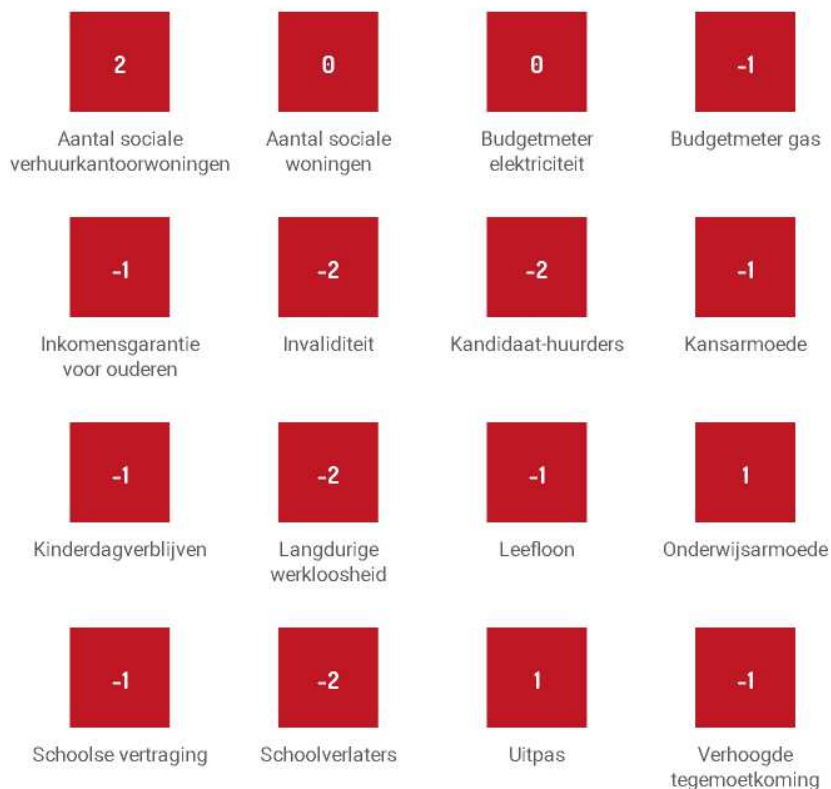 2
0
0
-1
Aantal sociale
verhuurkantoorwoningen
Aantal sociale
woningen
Budgetmeter
elektriciteit
Budgetmeter gas
-1
-2
-2
-1
Inkomensgarantie
voor ouderen
Invaliditeit
Kandidaat-huurders
Kansarmoede
-1
-2
-1
1
Kinderdagverblijven
Langdurige
werkloosheid
Leefloon
Onderwijsarmoede
-1
-2
1
-1
Schoolse vertraging
Schoolverlaters
Uitpas
Verhoogde
tegemoetkoming